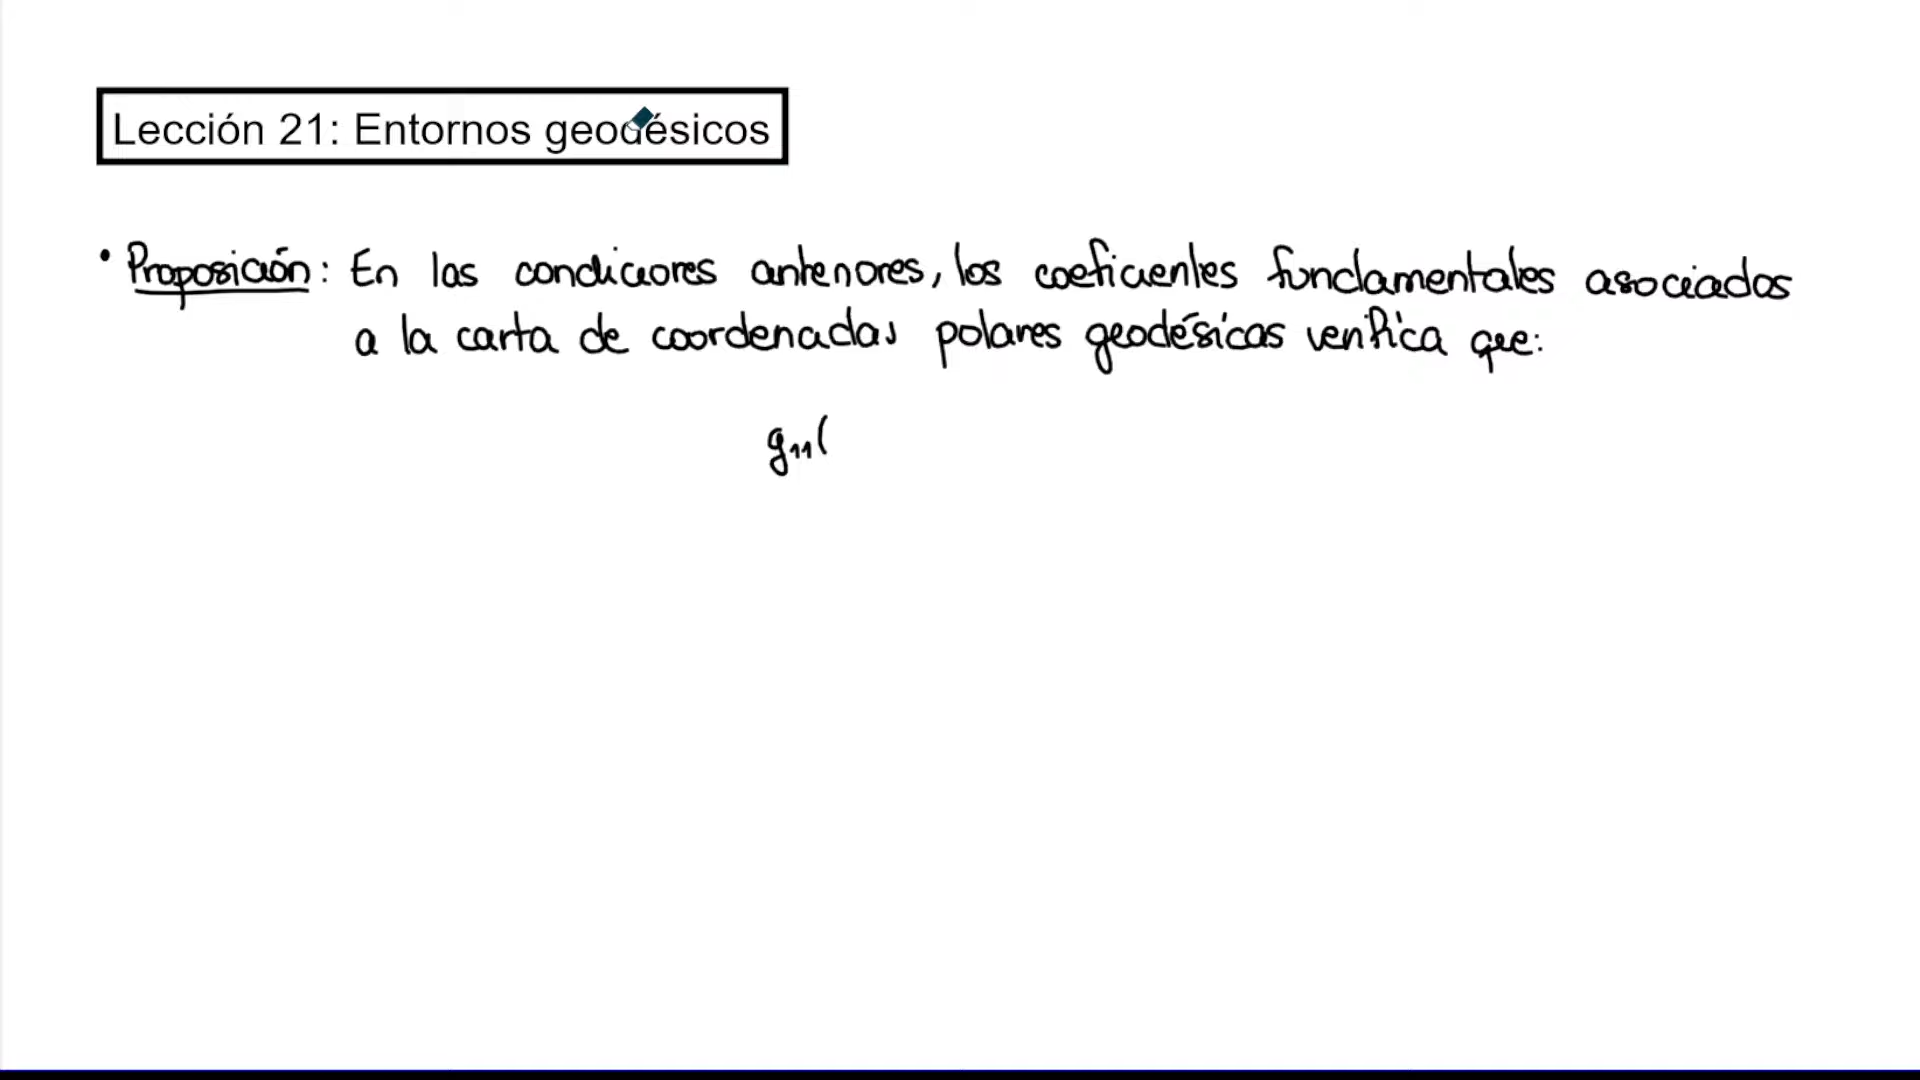 Lección 21: Entornos geodésicos
• Proposición: En las condiciones anteriores, los coeficientes fundamentales asociados
a la carta de coordenadas polares geodésicas verifica que:
g₁₁(